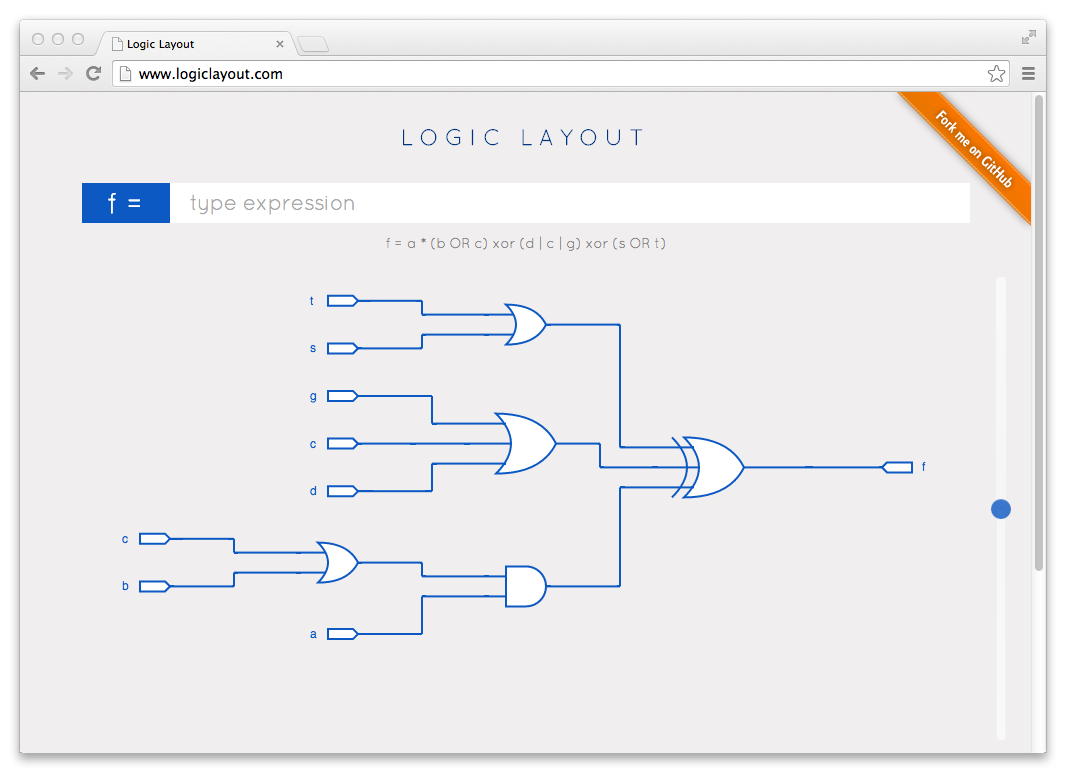 Logic Layout
www.logiclayout.com
Fork me on GitHub
LOGIC LAYOUT
f =
type expression
f = a * (b OR c) xor (d | c | g) xor (s OR t)
t
s
g
c
d
f
c
b
a